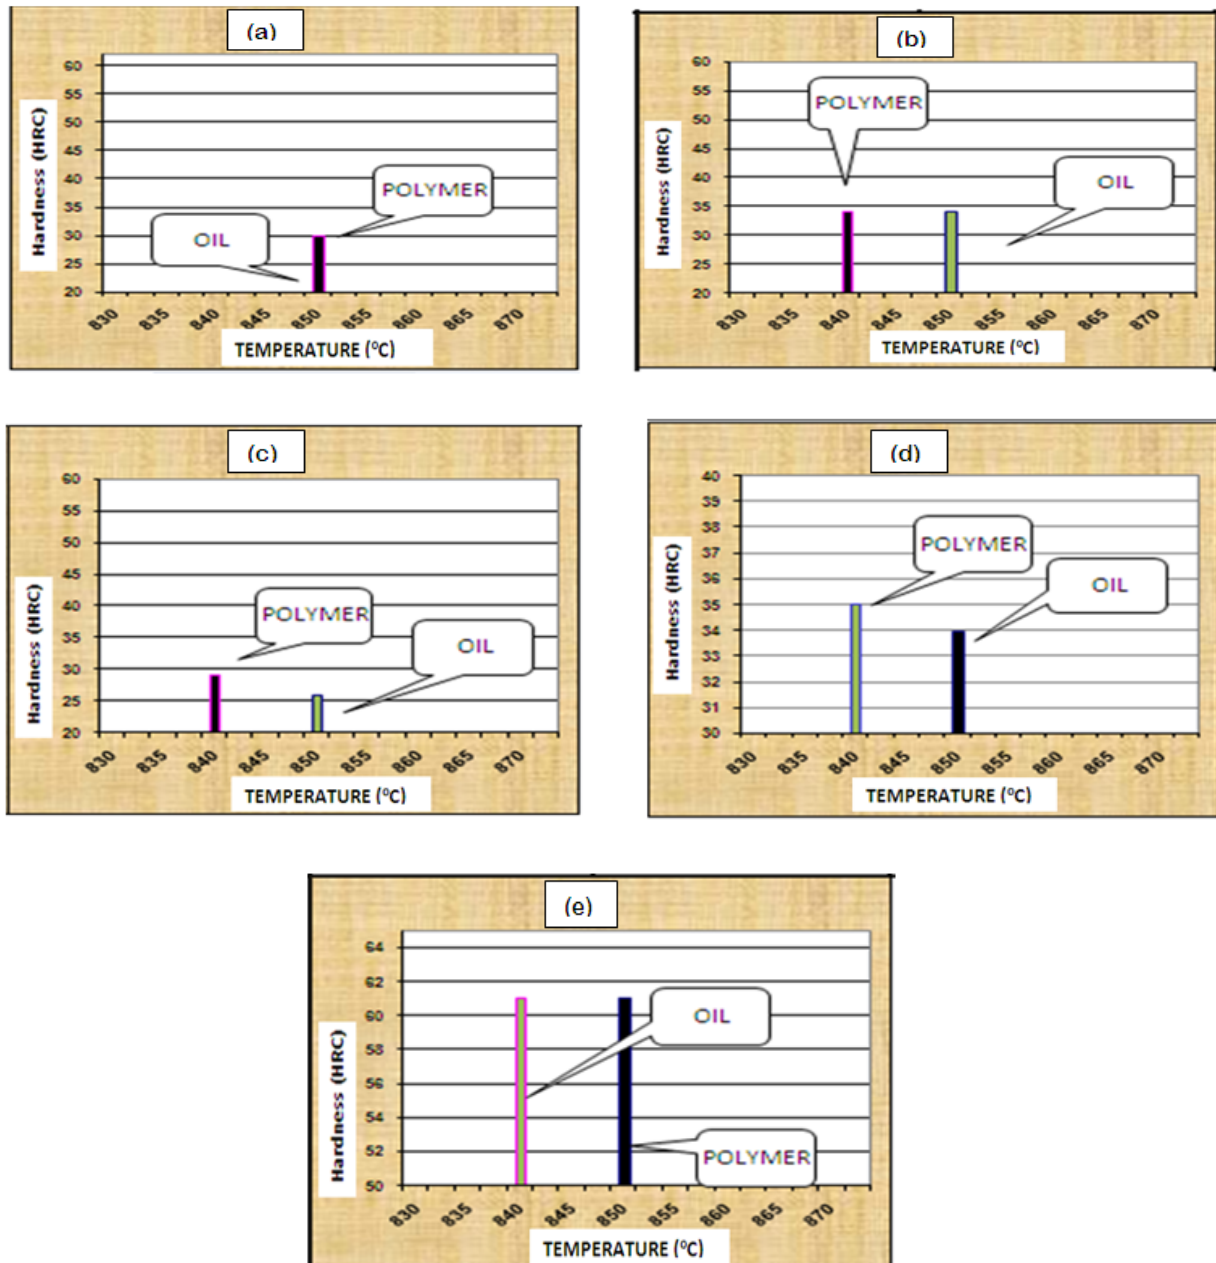 (a)
60
55
50
45
40
35
30
25
20
Hardness (HRC)
POLYMER
OIL
830 835 840 845 850 855 860 865 870
TEMPERATURE (⁰C)
(b)
60
55
50
45
40
35
30
25
20
Hardness (HRC)
POLYMER
OIL
830 835 840 845 850 855 860 865 870
TEMPERATURE (⁰C)
(c)
60
55
50
45
40
35
30
25
20
Hardness (HRC)
POLYMER
OIL
830 835 840 845 850 855 860 865 870
TEMPERATURE (⁰C)
(d)
40
39
38
37
36
35
34
33
32
31
30
Hardness (HRC)
POLYMER
OIL
830 835 840 845 850 855 860 865 870
TEMPERATURE (⁰C)
(e)
64
62
60
58
56
54
52
50
Hardness (HRC)
OIL
POLYMER
830 835 840 845 850 855 860 865 870
TEMPERATURE (⁰C)